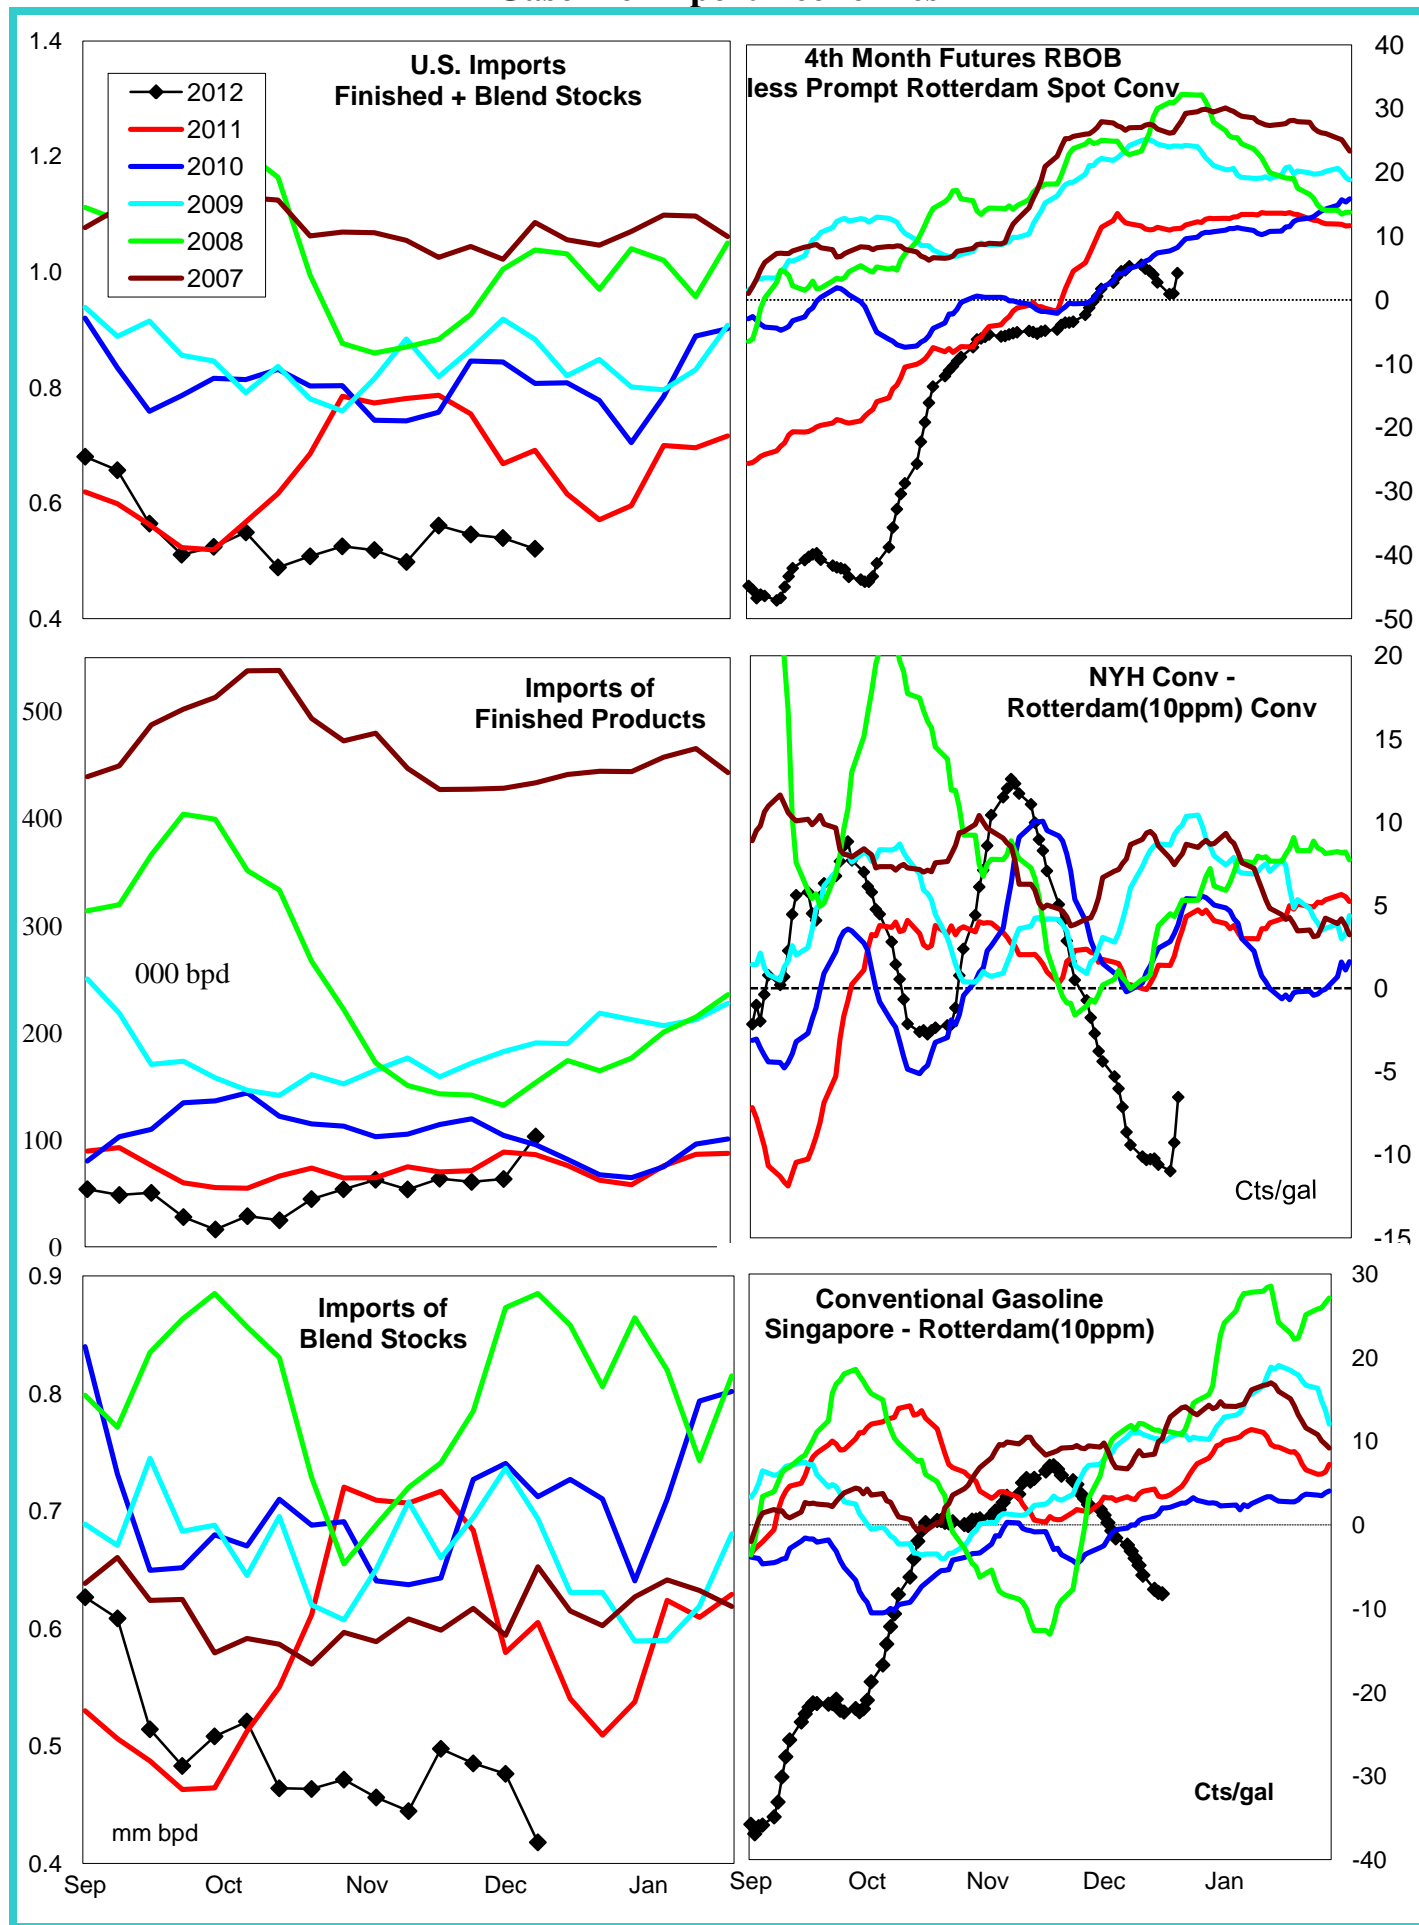 U.S. Imports
Finished + Blend Stocks
1.4
1.2
1.0
0.8
0.6
0.4
2012
2011
2010
2009
2008
2007
4th Month Futures RBOB
less Prompt Rotterdam Spot Conv
40
30
20
10
0
-10
-20
-30
-40
-50
Imports of
Finished Products
500
400
300
200
100
0
000 bpd
NYH Conv -
Rotterdam(10ppm) Conv
20
15
10
5
0
-5
-10
-15
Cts/gal
Imports of
Blend Stocks
0.9
0.8
0.7
0.6
0.5
0.4
mm bpd
Sep Oct Nov Dec Jan
Conventional Gasoline
Singapore - Rotterdam(10ppm)
30
20
10
0
-10
-20
-30
-40
Cts/gal
Sep Oct Nov Dec Jan